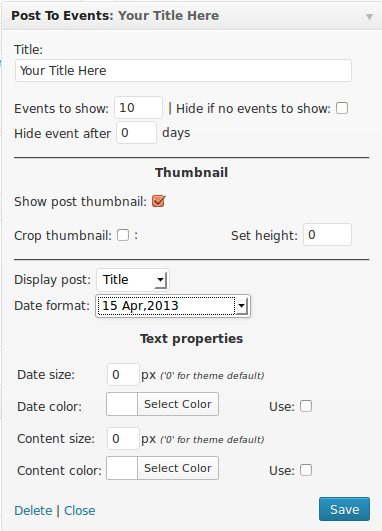 Post To Events: Your Title Here
Title:
Your Title Here
Events to show: 10 | Hide if no events to show:
Hide event after 0 days
Thumbnail
Show post thumbnail:
Crop thumbnail: : Set height: 0
Display post: Title
Date format: 15 Apr,2013
Text properties
Date size: 0 px ('0' for theme default)
Date color: Select Color Use:
Content size: 0 px ('0' for theme default)
Content color: Select Color Use:
Delete | Close Save